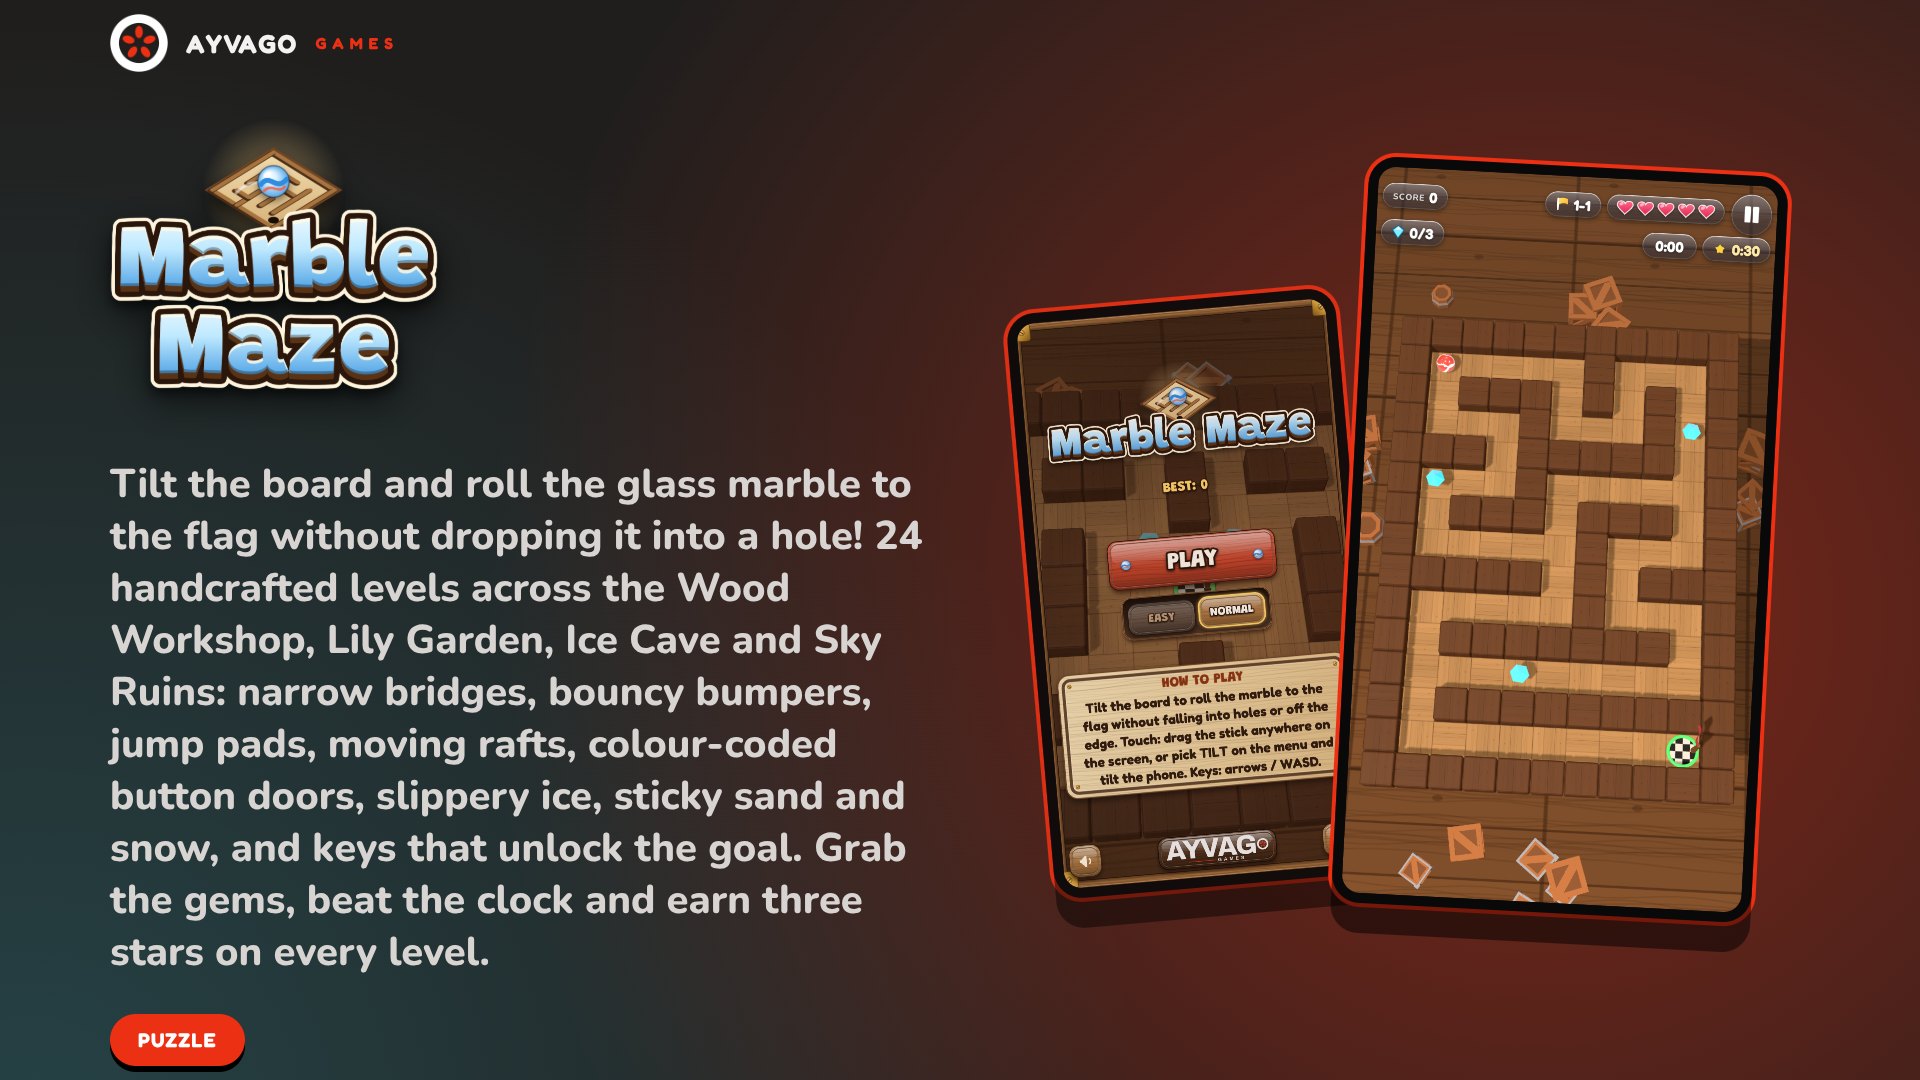 AYVAGO GAMES
Marble
Maze
Tilt the board and roll the glass marble to
the flag without dropping it into a hole! 24
handcrafted levels across the Wood
Workshop, Lily Garden, Ice Cave and Sky
Ruins: narrow bridges, bouncy bumpers,
jump pads, moving rafts, colour-coded
button doors, slippery ice, sticky sand and
snow, and keys that unlock the goal. Grab
the gems, beat the clock and earn three
stars on every level.
PUZZLE
Marble Maze
BEST: 0
PLAY
EASY NORMAL
HOW TO PLAY
Tilt the board to roll the marble to the
flag without falling into holes or off the
edge. Touch: drag the stick anywhere on
the screen, or pick TILT on the menu and
tilt the phone. Keys: arrows / WASD.
AYVAGO
GAMES
SCORE 0
1-1
0/3
0:00
0:30